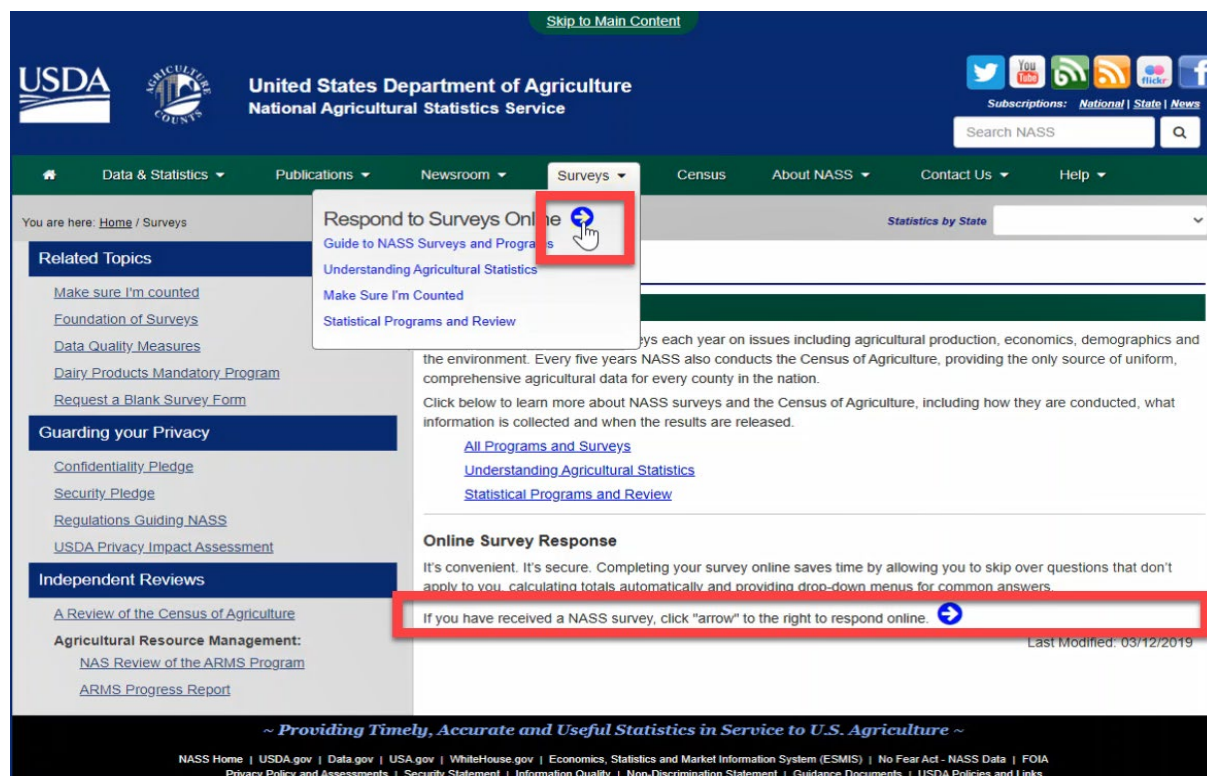 Skip to Main Content
USDA
AGRICULTURE
COUNTS
United States Department of Agriculture
National Agricultural Statistics Service
You
Tube
flickr
Subscriptions: National | State | News
Search NASS
Data & Statistics
Publications
Newsroom
Surveys
Census
About NASS
Contact Us
Help
You are here: Home / Surveys
Statistics by State
Respond to Surveys Online
Guide to NASS Surveys and Programs
Understanding Agricultural Statistics
Make Sure I'm Counted
Statistical Programs and Review
Related Topics
Make sure I'm counted
Foundation of Surveys
Data Quality Measures
Dairy Products Mandatory Program
Request a Blank Survey Form
Guarding your Privacy
Confidentiality Pledge
Security Pledge
Regulations Guiding NASS
USDA Privacy Impact Assessment
Independent Reviews
A Review of the Census of Agriculture
Agricultural Resource Management:
NAS Review of the ARMS Program
ARMS Progress Report
each year on issues including agricultural production, economics, demographics and
the environment. Every five years NASS also conducts the Census of Agriculture, providing the only source of uniform,
comprehensive agricultural data for every county in the nation.
Click below to learn more about NASS surveys and the Census of Agriculture, including how they are conducted, what
information is collected and when the results are released.
All Programs and Surveys
Understanding Agricultural Statistics
Statistical Programs and Review
Online Survey Response
It's convenient. It's secure. Completing your survey online saves time by allowing you to skip over questions that don't
apply to you, calculating totals automatically and providing drop-down menus for common answers.
If you have received a NASS survey, click "arrow" to the right to respond online.
Last Modified: 03/12/2019
~ Providing Timely, Accurate and Useful Statistics in Service to U.S. Agriculture ~
NASS Home | USDA.gov | Data.gov | USA.gov | WhiteHouse.gov | Economics, Statistics and Market Information System (ESMIS) | No Fear Act - NASS Data | FOIA
Privacy Policy and Assessments | Security Statement | Information Quality | Non-Discrimination Statement | Guidance Documents | USDA Policies and Links